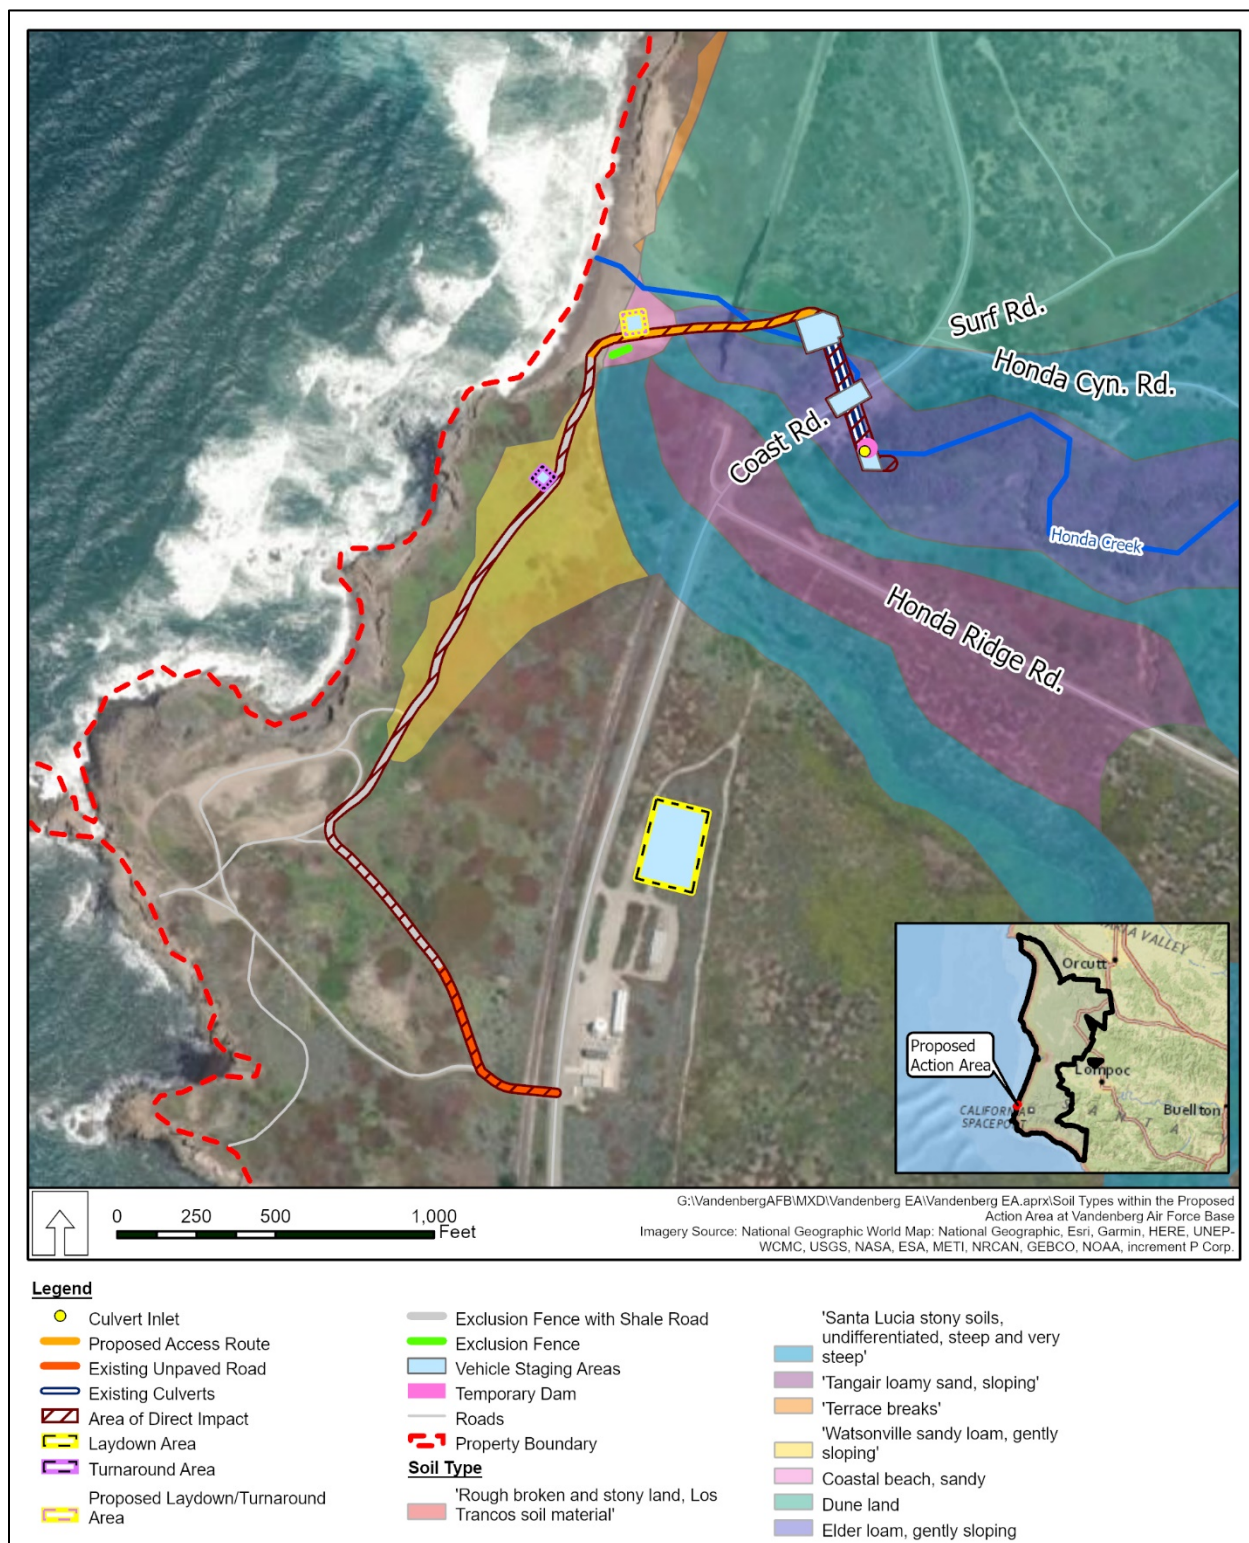 Surf Rd.
Honda Cyn. Rd.
Coast Rd.
Honda Creek
Honda Ridge Rd.
Orcutt
VALLEY
Proposed
Action Area
Lompoc
CALIFORNIA
SPACEPORT
Buellton
0 250 500 1,000
Feet
G:\VandenbergAFB\MXD\Vandenberg EA\Vandenberg EA.aprx\Soil Types within the Proposed
Action Area at Vandenberg Air Force Base
Imagery Source: National Geographic World Map: National Geographic, Esri, Garmin, HERE, UNEP-
WCMC, USGS, NASA, ESA, METI, NRCAN, GEBCO, NOAA, increment P Corp.
Legend
Culvert Inlet
Proposed Access Route
Existing Unpaved Road
Existing Culverts
Area of Direct Impact
Laydown Area
Turnaround Area
Proposed Laydown/Turnaround
Area
Exclusion Fence with Shale Road
Exclusion Fence
Vehicle Staging Areas
Temporary Dam
Roads
Property Boundary
Soil Type
'Rough broken and stony land, Los
Trancos soil material'
'Santa Lucia stony soils,
undifferentiated, steep and very
steep'
'Tangair loamy sand, sloping'
'Terrace breaks'
'Watsonville sandy loam, gently
sloping'
Coastal beach, sandy
Dune land
Elder loam, gently sloping